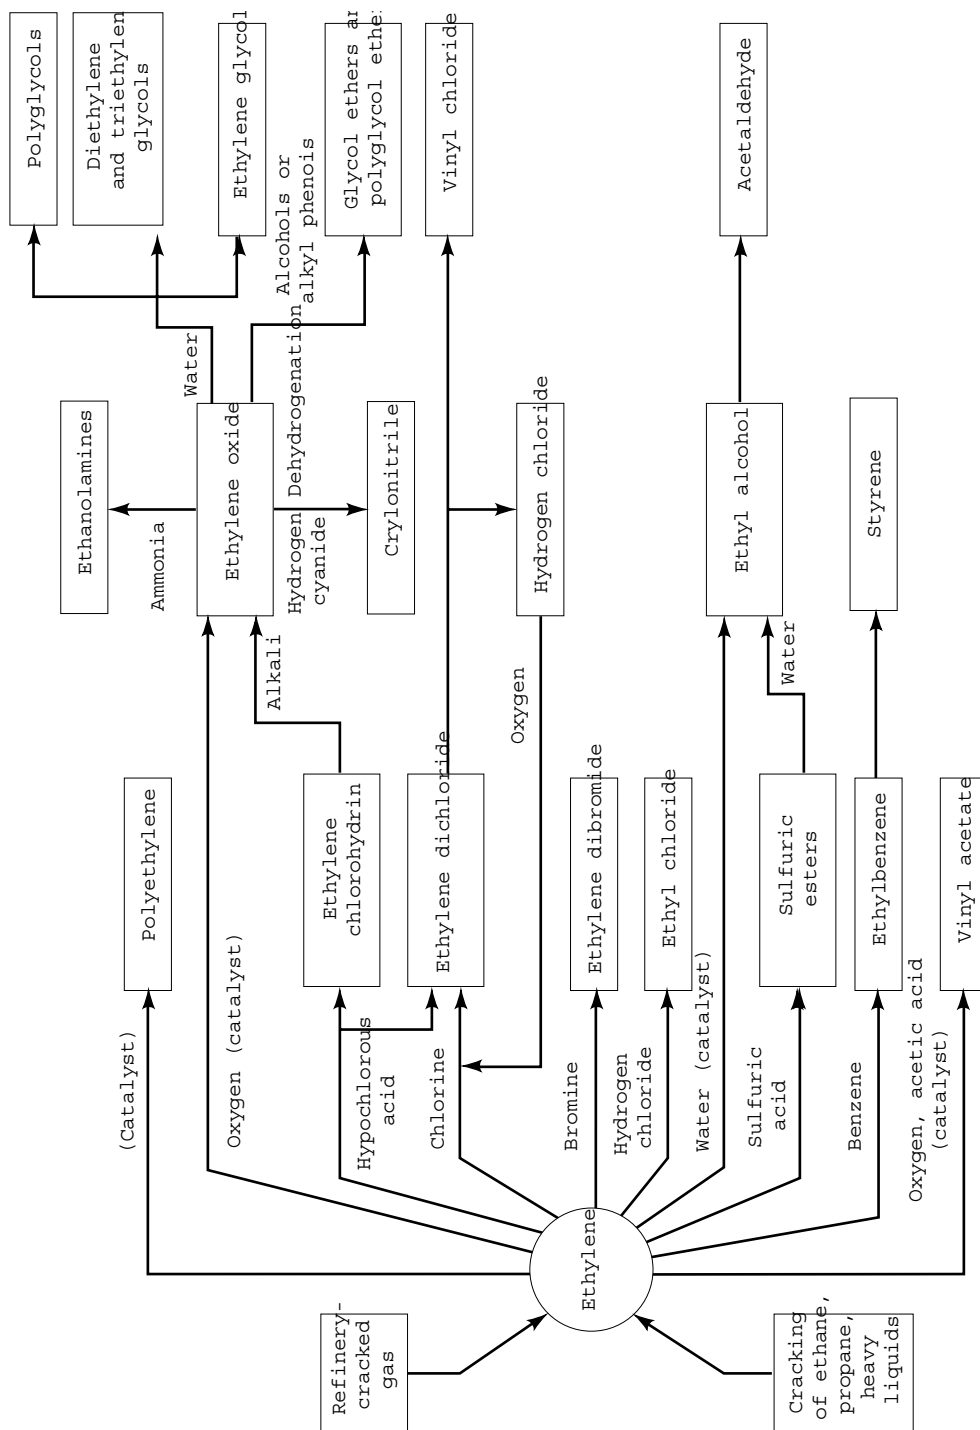 Refinery-
cracked
gas
Cracking
of ethane,
propane,
heavy
liquids
Ethylene
(Catalyst)
Oxygen (catalyst)
Hypochlorous
acid
Chlorine
Bromine
Hydrogen
chloride
Water (catalyst)
Sulfuric
acid
Benzene
Oxygen, acetic acid
(catalyst)
Polyethylene
Ethylene
chlorohydrin
Ethylene dichloride
Ethylene dibromide
Ethyl chloride
Sulfuric
esters
Ethylbenzene
Vinyl acetate
Alkali
Oxygen
Water
Ethanolamines
Ammonia
Ethylene oxide
Hydrogen
cyanide
Dehydrogenation
Crylonitrile
Hydrogen chloride
Ethyl alcohol
Styrene
Water
Alcohols or
alkyl phenois
Polyglycols
Diethylene
and triethylen
glycols
Ethylene glycol
Glycol ethers an
polyglycol ethe
Vinyl chloride
Acetaldehyde